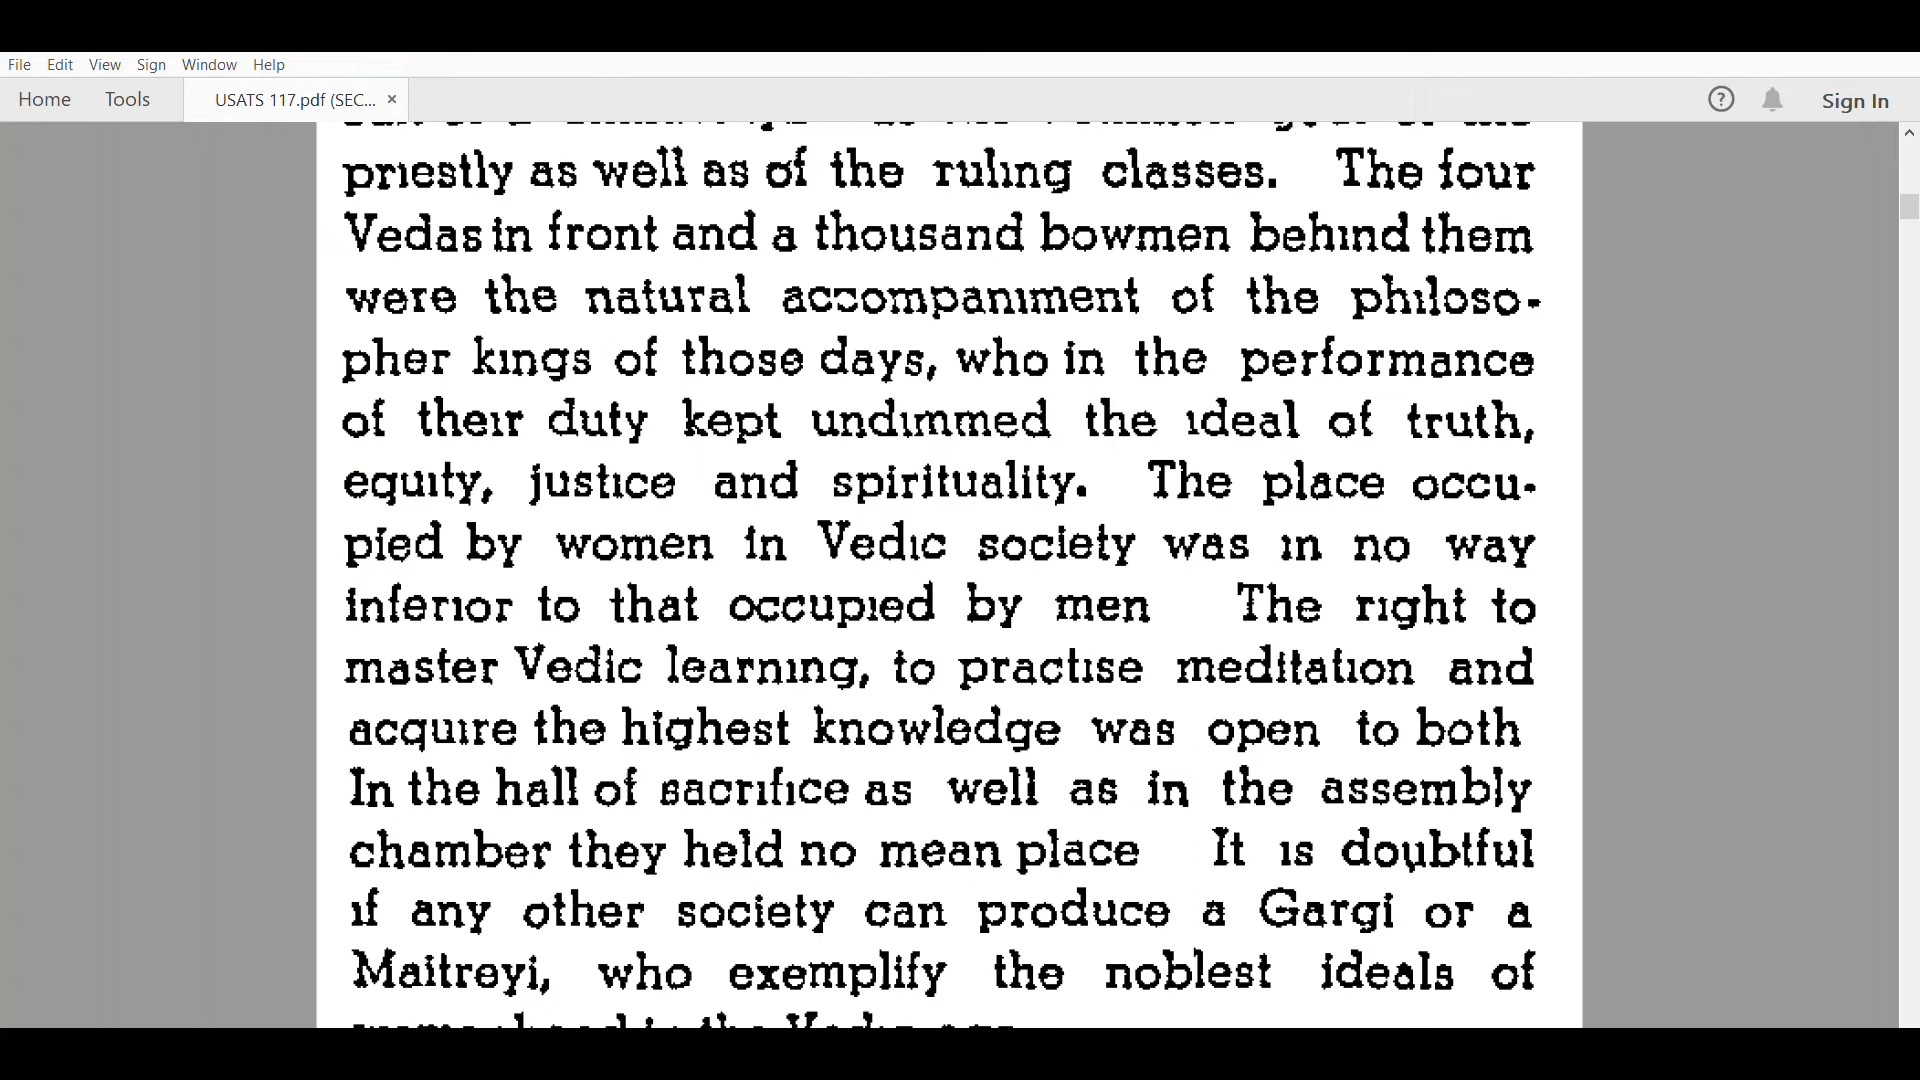 File Edit View Sign Window Help
Home Tools USATS 117.pdf (SEC... × ? Sign In
priestly as well as of the ruling classes. The four
Vedas in front and a thousand bowmen behind them
were the natural accompaniment of the philoso-
pher kings of those days, who in the performance
of their duty kept undimmed the ideal of truth,
equity, justice and spirituality. The place occu-
pied by women in Vedic society was in no way
inferior to that occupied by men The right to
master Vedic learning, to practise meditation and
acquire the highest knowledge was open to both
In the hall of sacrifice as well as in the assembly
chamber they held no mean place It is doubtful
if any other society can produce a Gargi or a
Maitreyi, who exemplify the noblest ideals of